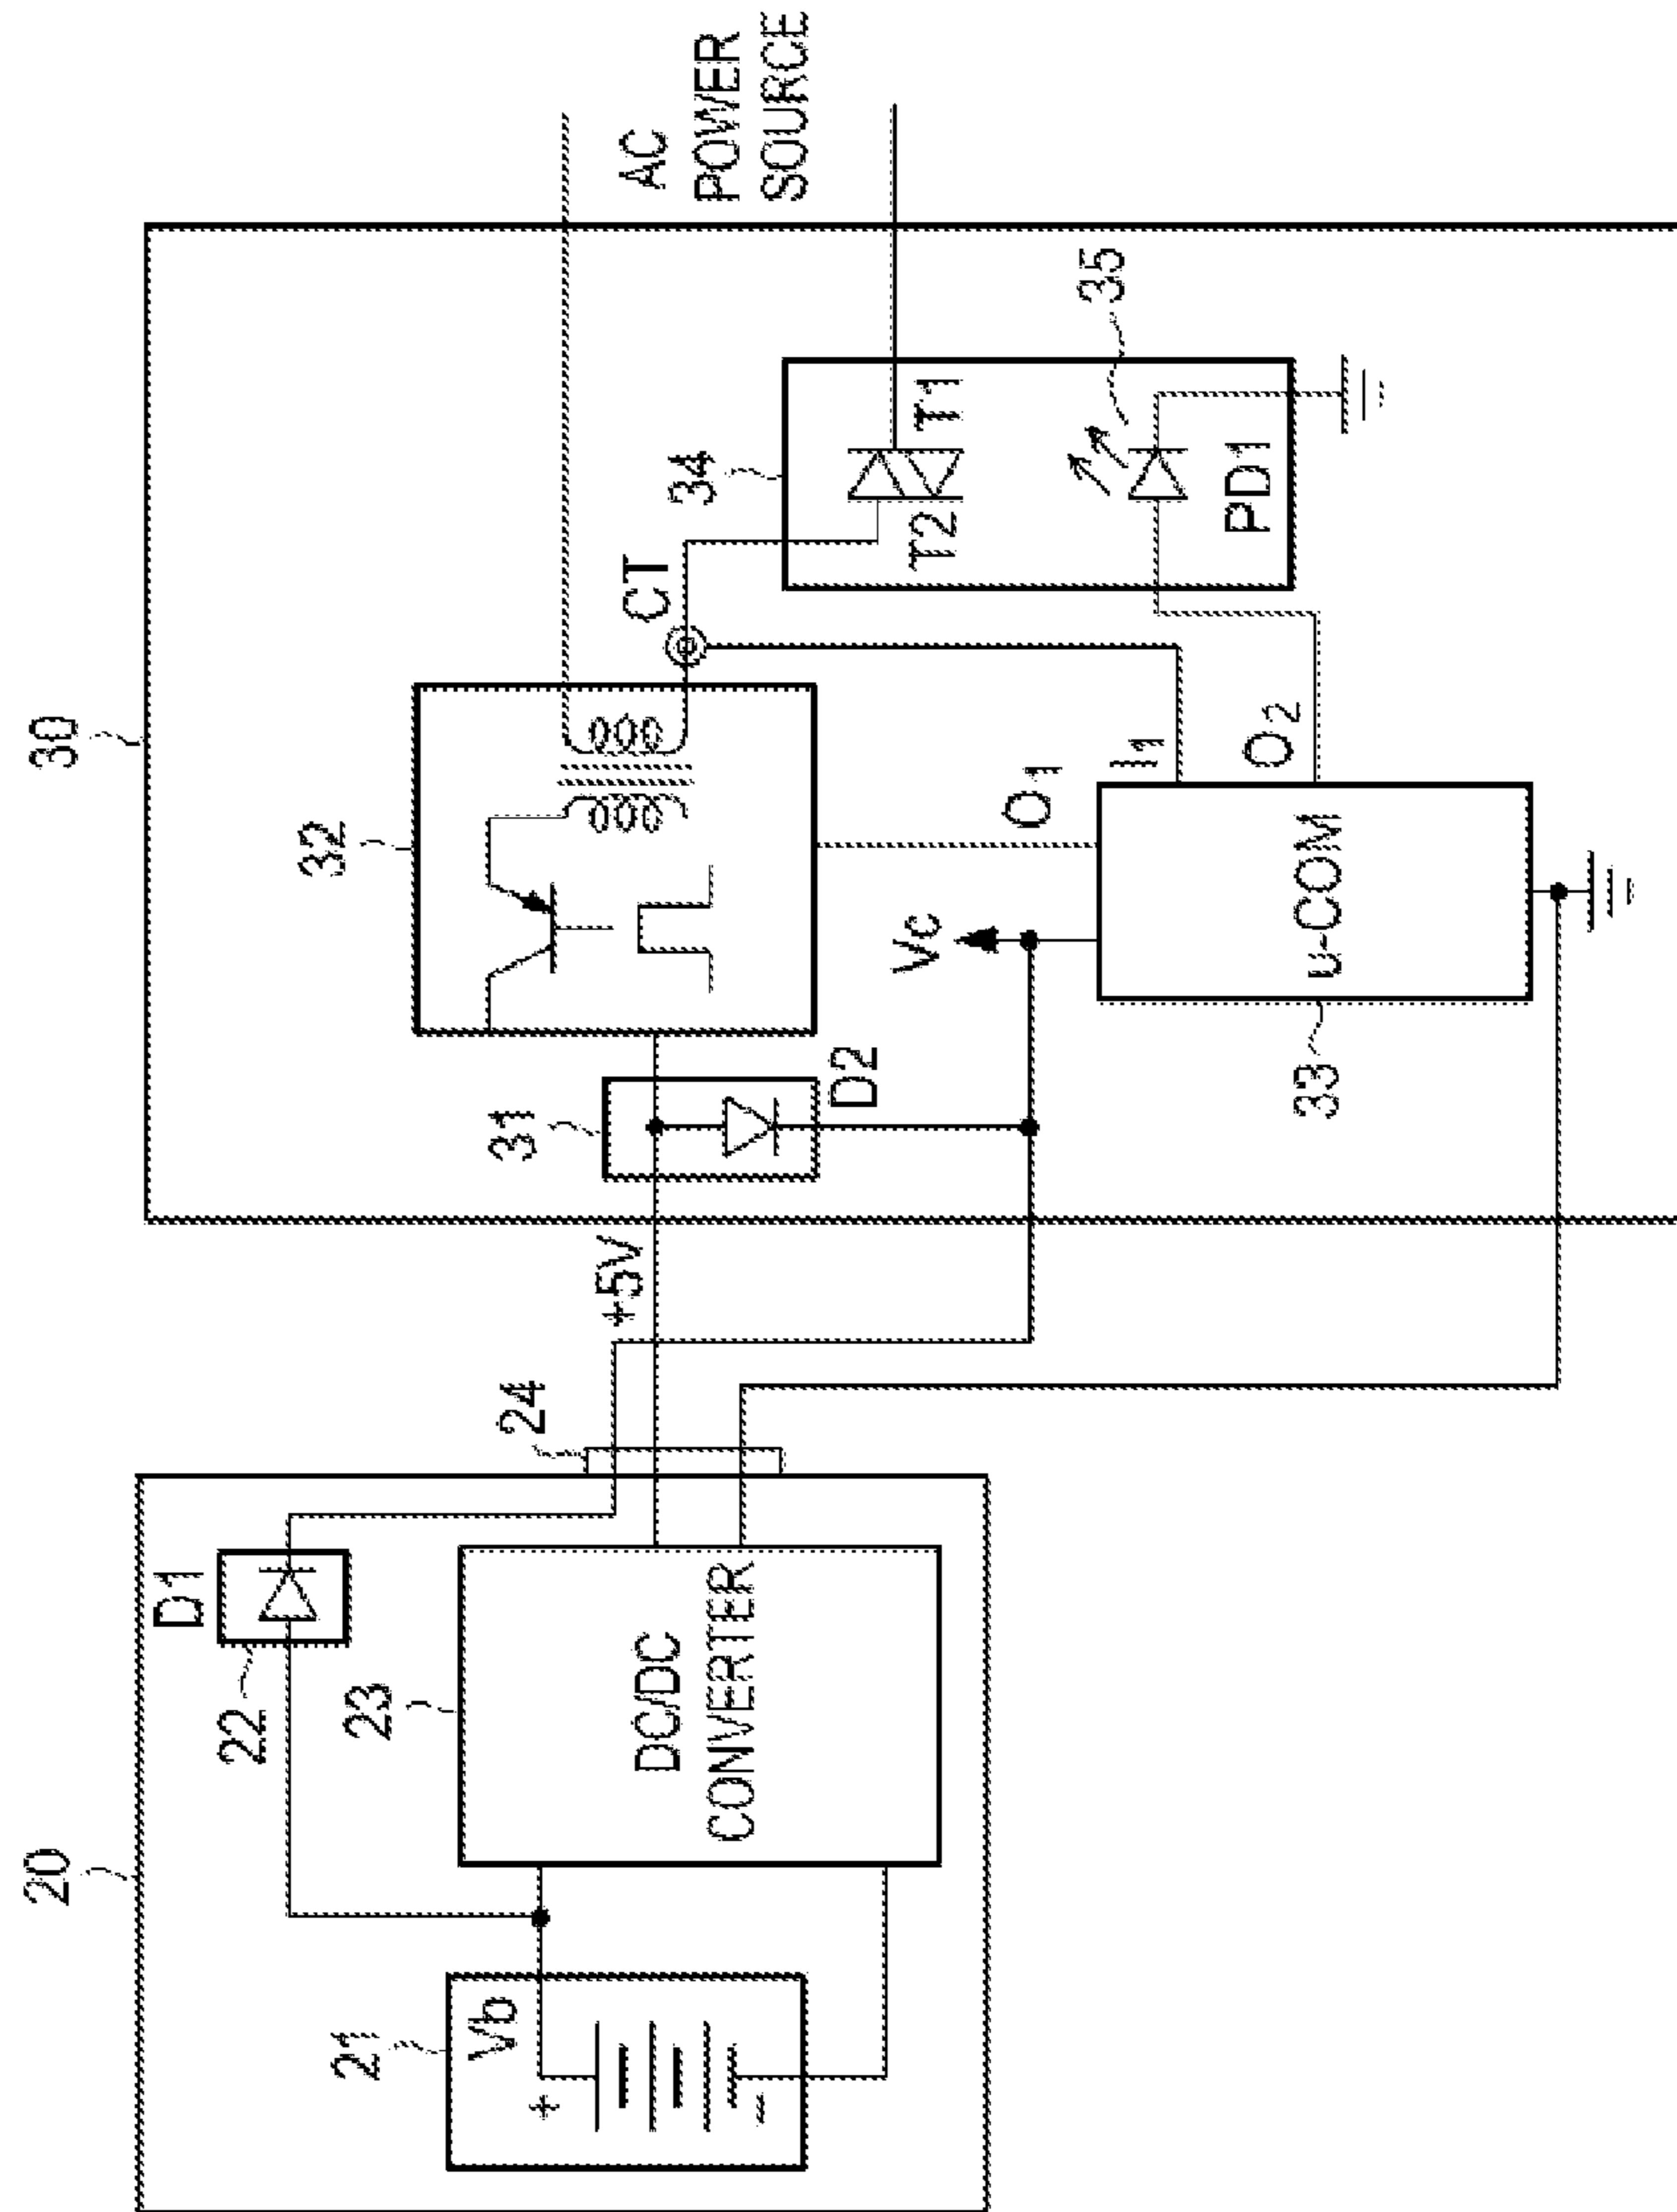 20
21
Vb
+
-
D1
22
23
DC/DC
CONVERTER
24
+5V
30
31
D2
32
Vc
O1
33
u-COM
I1
O2
CT
34
T2
T1
35
PD1
AC
POWER
SOURCE